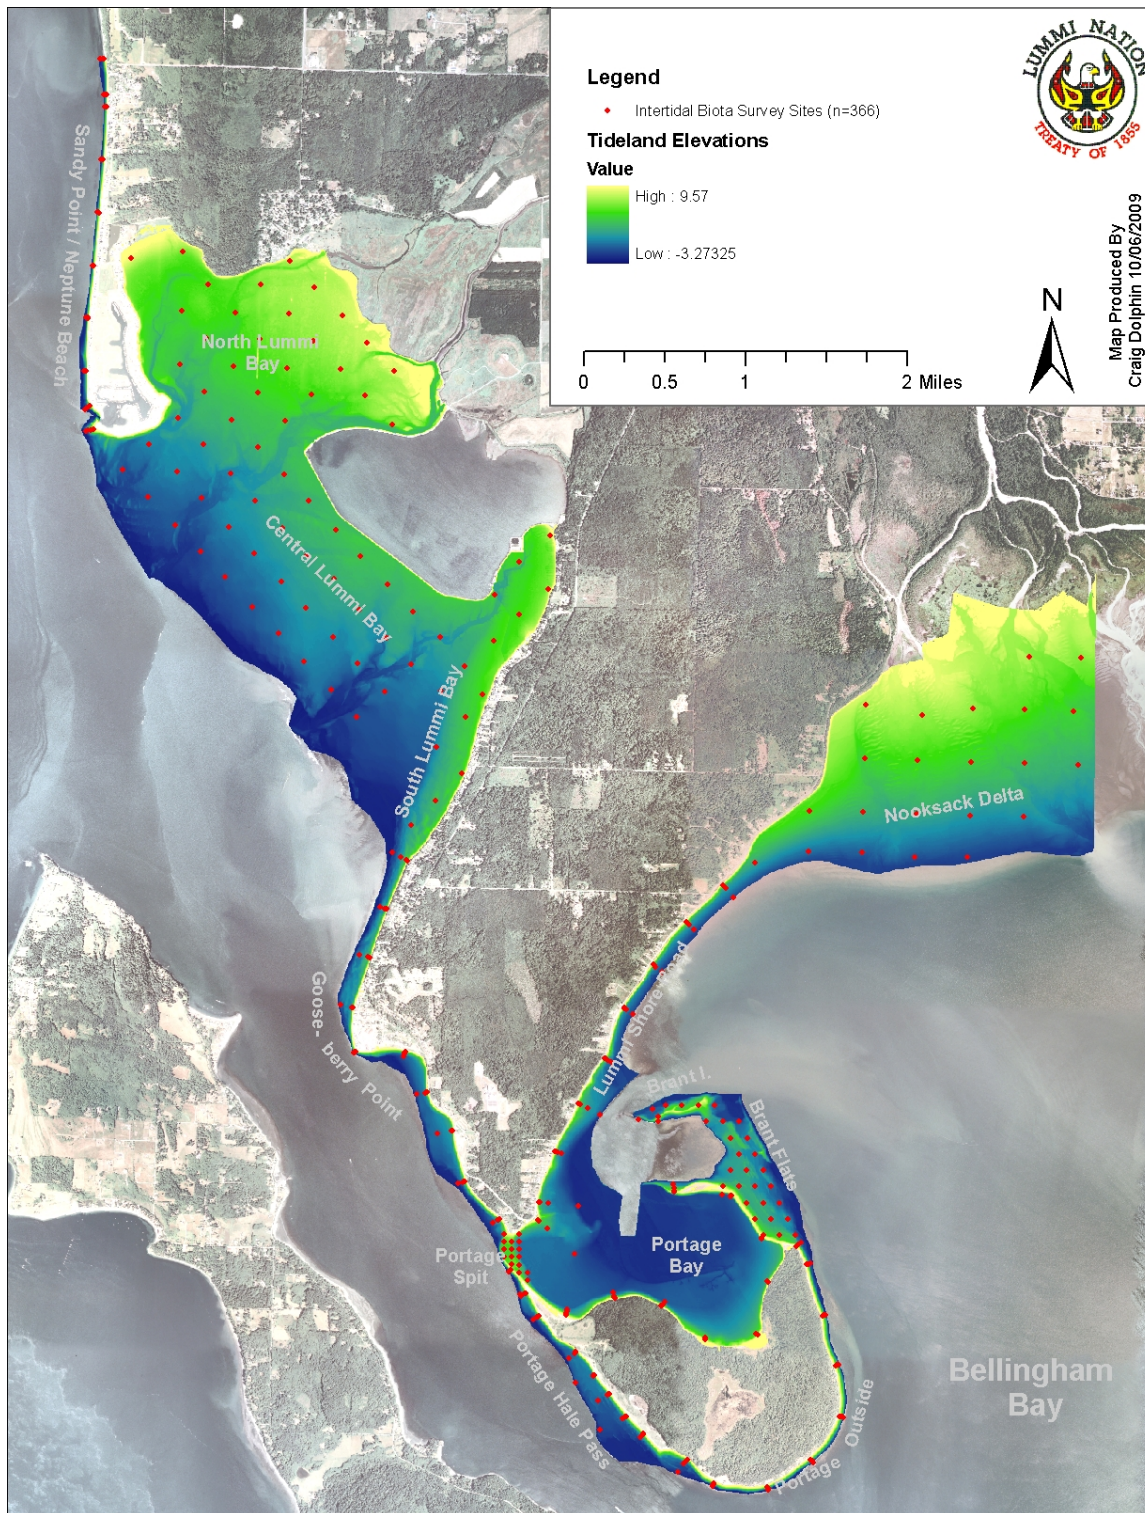 Legend
Intertidal Biota Survey Sites (n=366)
Tideland Elevations
Value
High : 9.57
Low : -3.27325
0 0.5 1 2 Miles
N
LUMMI NATION
TREATY OF 1855
Map Produced By
Craig Dolphin 10/06/2009
Sandy Point / Neptune Beach
North Lummi
Bay
Central Lummi Bay
South Lummi Bay
Nooksack Delta
Goose- berry Point
Lummi Shore Road
Brant I.
Brant Flats
Portage
Bay
Portage
Spit
Portage Hale Pass
Portage Outside
Bellingham
Bay